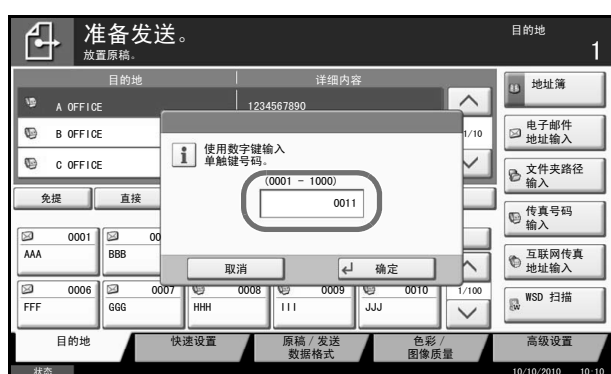 准备发送。
放置原稿。
目的地
1
目的地
详细内容
A OFFICE
1234567890
B OFFICE
C OFFICE
1/10
使用数字键输入
单触键号码。
(0001 - 1000)
0011
取消
确定
免提
直接
0001
AAA
00
BBB
0006
FFF
0007
GGG
0008
HHH
0009
III
0010
JJJ
1/100
地址簿
电子邮件
地址输入
文件夹路径
输入
传真号码
输入
互联网传真
地址输入
WSD 扫描
目的地
快速设置
原稿 / 发送
数据格式
色彩 /
图像质量
高级设置
状态
10/10/2010 10:10